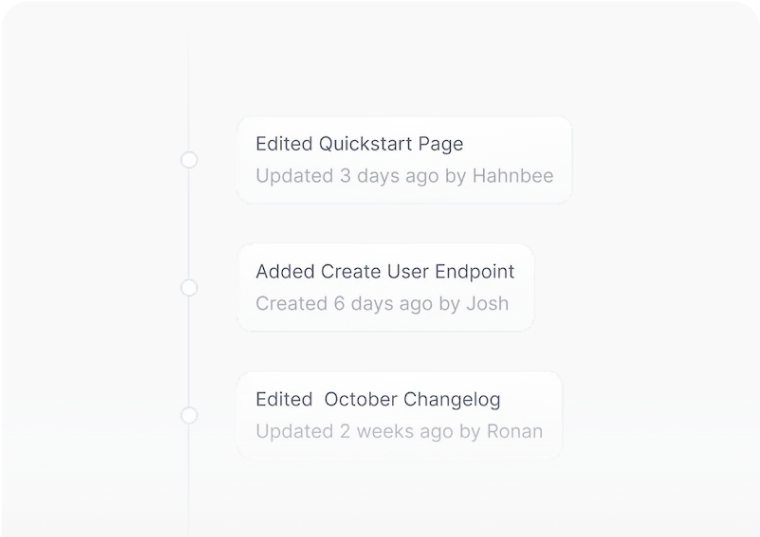 Edited Quickstart Page
Updated 3 days ago by Hahnbee
Added Create User Endpoint
Created 6 days ago by Josh
Edited  October Changelog
Updated 2 weeks ago by Ronan